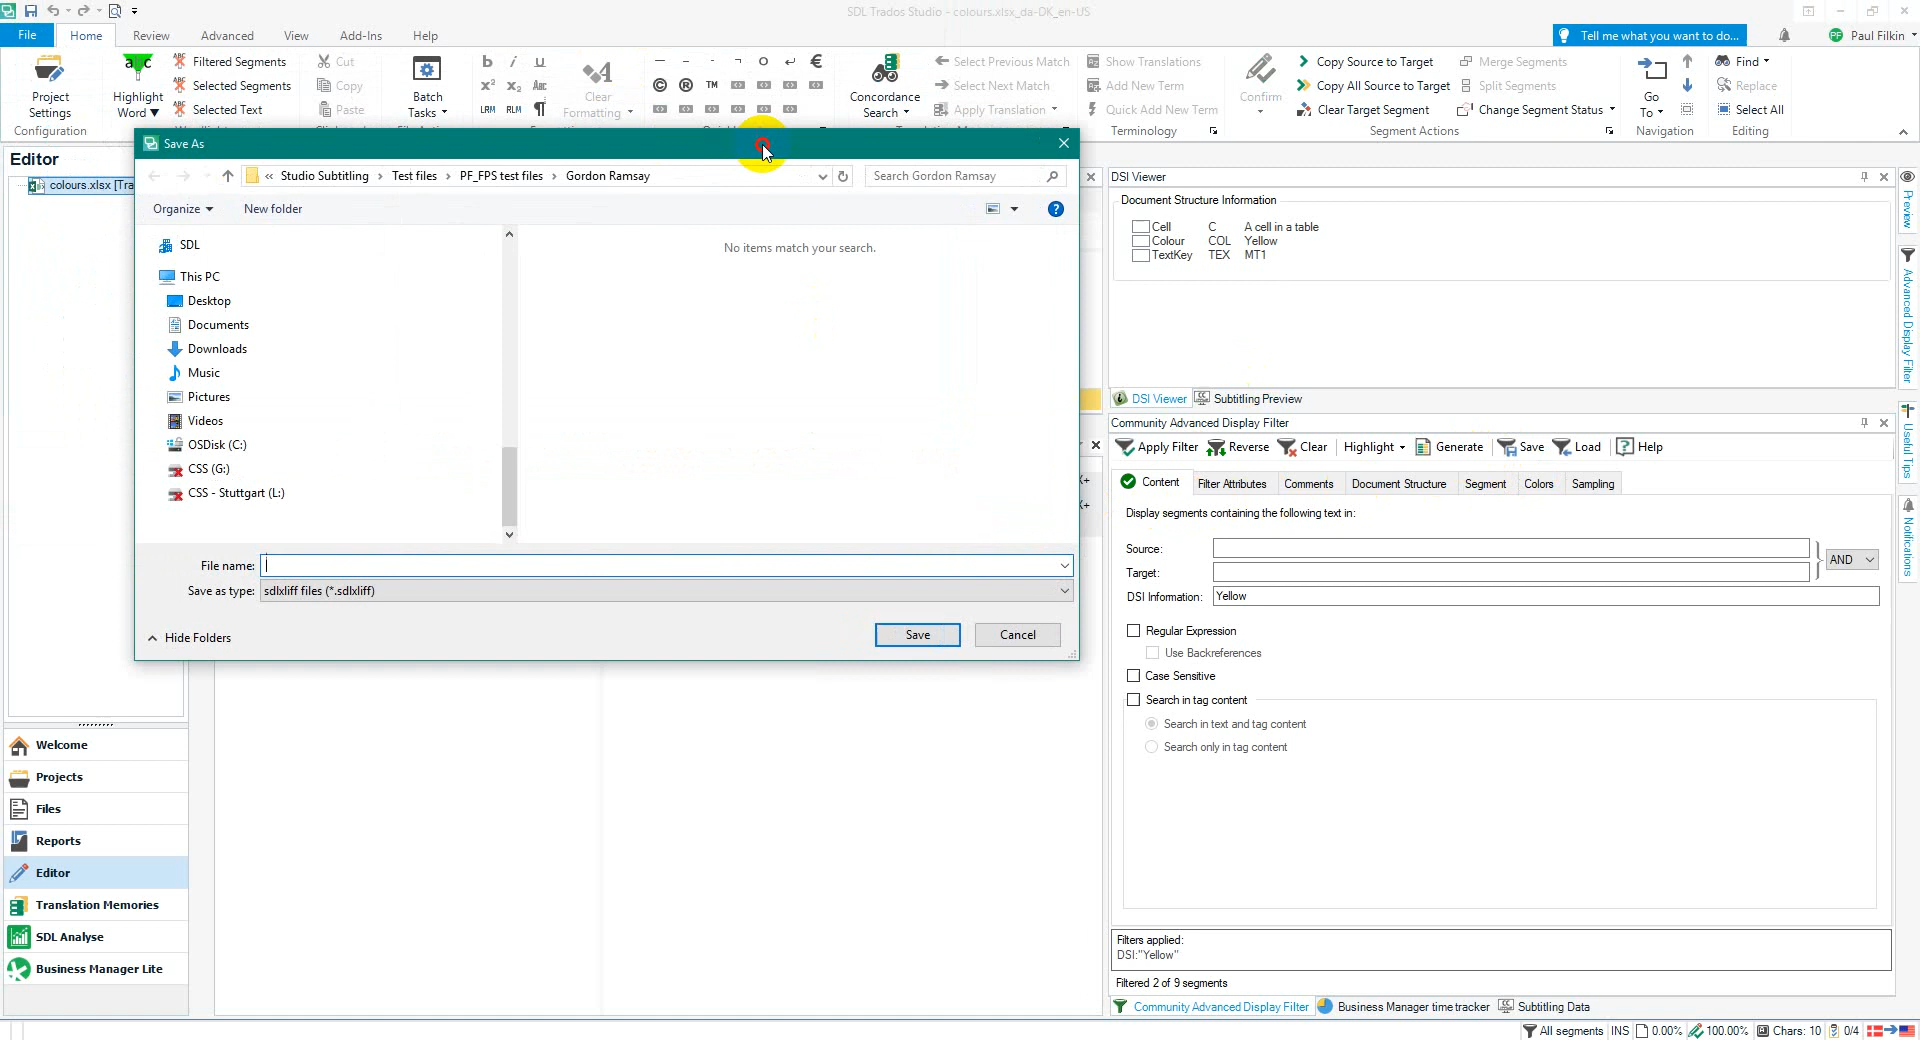 SDL Trados Studio - colours.xlsx_da-DK_en-US
File Home Review Advanced View Add-Ins Help
Tell me what you want to do...
PF Paul Filkin
Project Settings
Configuration
Highlight Word
Filtered Segments
Selected Segments
Selected Text
Cut
Copy
Paste
Batch Tasks
LRM RLM
Clear Formatting
TM
Concordance Search
Select Previous Match
Select Next Match
Apply Translation
Show Translations
Add New Term
Quick Add New Term
Terminology
Confirm
Copy Source to Target
Copy All Source to Target
Clear Target Segment
Merge Segments
Split Segments
Change Segment Status
Segment Actions
Go To
Navigation
Find
Replace
Select All
Editing
Editor
colours.xlsx [Tra
Save As
« Studio Subtitling › Test files › PF_FPS test files › Gordon Ramsay
Search Gordon Ramsay
Organize New folder
SDL
This PC
Desktop
Documents
Downloads
Music
Pictures
Videos
OSDisk (C:)
CSS (G:)
CSS - Stuttgart (L:)
No items match your search.
File name:
Save as type: sdlxliff files (*.sdlxliff)
Hide Folders
Save Cancel
Welcome
Projects
Files
Reports
Editor
Translation Memories
SDL Analyse
Business Manager Lite
DSI Viewer
Document Structure Information
Cell C A cell in a table
Colour COL Yellow
TextKey TEX MT1
DSI Viewer Subtitling Preview
Community Advanced Display Filter
Apply Filter Reverse Clear Highlight Generate Save Load Help
Content Filter Attributes Comments Document Structure Segment Colors Sampling
Display segments containing the following text in:
Source:
Target:
AND
DSI Information: Yellow
Regular Expression
Use Backreferences
Case Sensitive
Search in tag content
Search in text and tag content
Search only in tag content
Filters applied:
DSI:"Yellow"
Filtered 2 of 9 segments
Community Advanced Display Filter Business Manager time tracker Subtitling Data
Preview
Advanced Display Filter
Useful Tips
Notifications
All segments INS 0.00% 100.00% Chars: 10 0/4